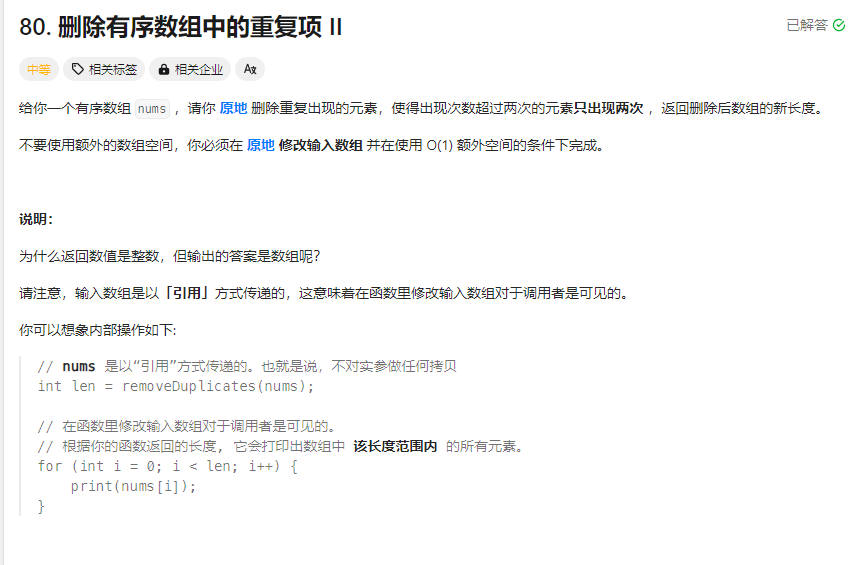 80. 删除有序数组中的重复项 II
已解答
中等
相关标签
相关企业
Ax
给你一个有序数组 nums ，请你 原地 删除重复出现的元素，使得出现次数超过两次的元素只出现两次 ，返回删除后数组的新长度。
不要使用额外的数组空间，你必须在 原地 修改输入数组 并在使用 O(1) 额外空间的条件下完成。
说明：
为什么返回数值是整数，但输出的答案是数组呢？
请注意，输入数组是以「引用」方式传递的，这意味着在函数里修改输入数组对于调用者是可见的。
你可以想象内部操作如下:
// nums 是以“引用”方式传递的。也就是说，不对实参做任何拷贝
int len = removeDuplicates(nums);
// 在函数里修改输入数组对于调用者是可见的。
// 根据你的函数返回的长度, 它会打印出数组中 该长度范围内 的所有元素。
for (int i = 0; i < len; i++) {
    print(nums[i]);
}